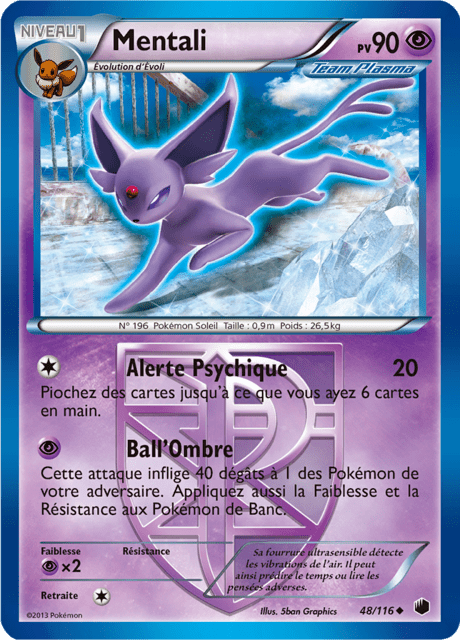 NIVEAU 1
Mentali
PV 90
Évolution d'Évoli
Team Plasma
N° 196 Pokémon Soleil Taille : 0,9m Poids : 26,5kg
Alerte Psychique 20
Piochez des cartes jusqu'à ce que vous ayez 6 cartes
en main.
Ball'Ombre
Cette attaque inflige 40 dégâts à 1 des Pokémon de
votre adversaire. Appliquez aussi la Faiblesse et la
Résistance aux Pokémon de Banc.
Faiblesse Résistance
×2
Retraite
Sa fourrure ultrasensible détecte
les vibrations de l'air. Il peut
ainsi prédire le temps ou lire les
pensées adverses.
©2013 Pokémon
Illus. 5ban Graphics
48/116